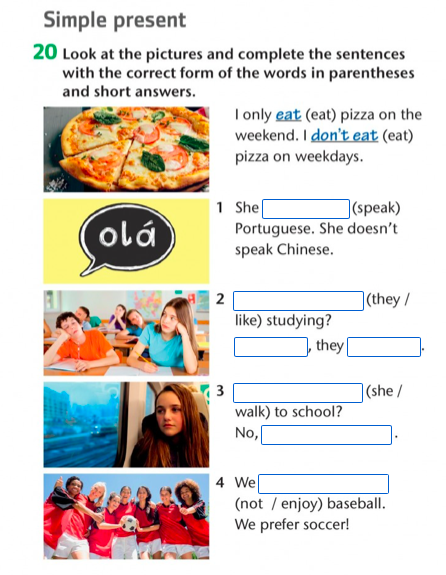 Simple present
20 Look at the pictures and complete the sentences
with the correct form of the words in parentheses
and short answers.
I only eat (eat) pizza on the
weekend. I don't eat (eat)
pizza on weekdays.
olá
1 She (speak)
Portuguese. She doesn't
speak Chinese.
2 (they /
like) studying?
, they .
3 (she /
walk) to school?
No, .
4 We
(not / enjoy) baseball.
We prefer soccer!